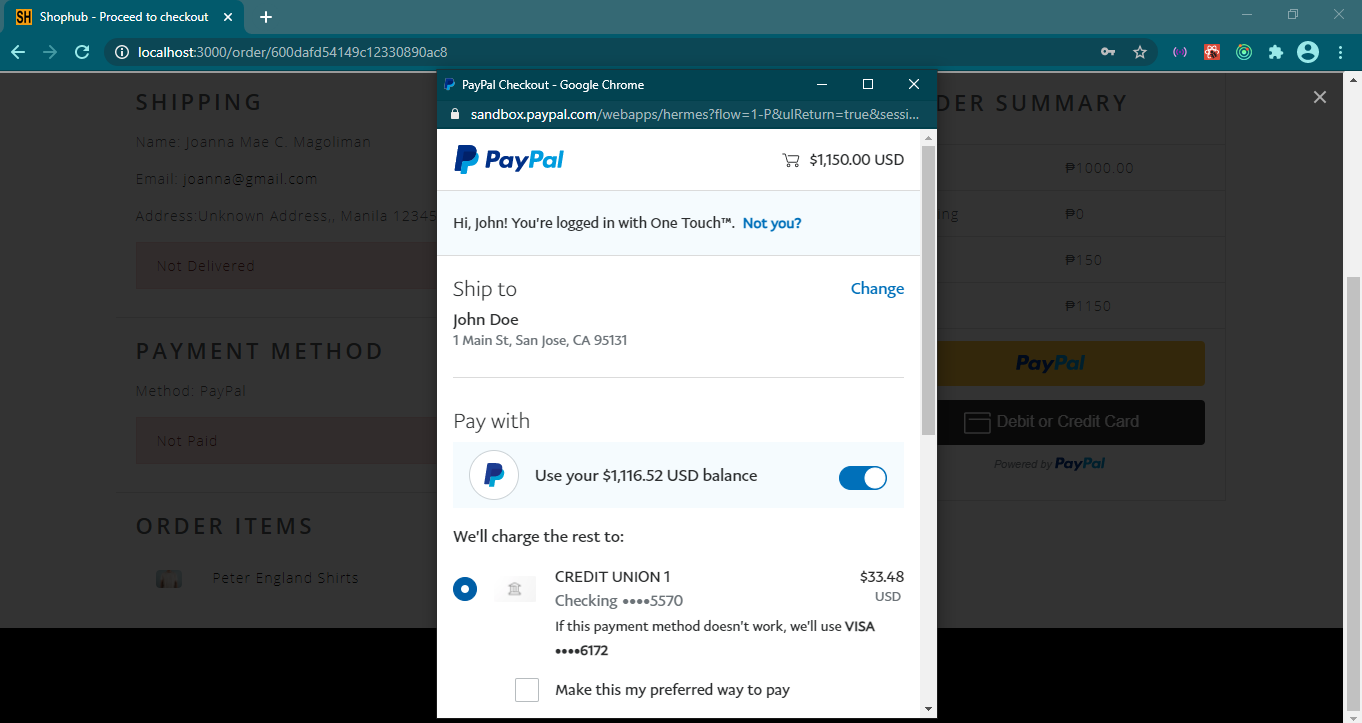 SH Shophub - Proceed to checkout
localhost:3000/order/600dafd54149c12330890ac8
PayPal Checkout - Google Chrome
sandbox.paypal.com/webapps/hermes?flow=1-P&ulReturn=true&sessi...
SHIPPING
Name: Joanna Mae C. Magoliman
Email: joanna@gmail.com
Address:Unknown Address,, Manila 12345
Not Delivered
PAYMENT METHOD
Method: PayPal
Not Paid
ORDER ITEMS
Peter England Shirts
PayPal
$1,150.00 USD
Hi, John! You're logged in with One Touch™. Not you?
Ship to
Change
John Doe
1 Main St, San Jose, CA 95131
Pay with
Use your $1,116.52 USD balance
We'll charge the rest to:
CREDIT UNION 1
$33.48
Checking ••••5570
USD
If this payment method doesn't work, we'll use VISA
••••6172
Make this my preferred way to pay
DER SUMMARY
₱1000.00
ng
₱0
₱150
₱1150
PayPal
Debit or Credit Card
Powered by PayPal